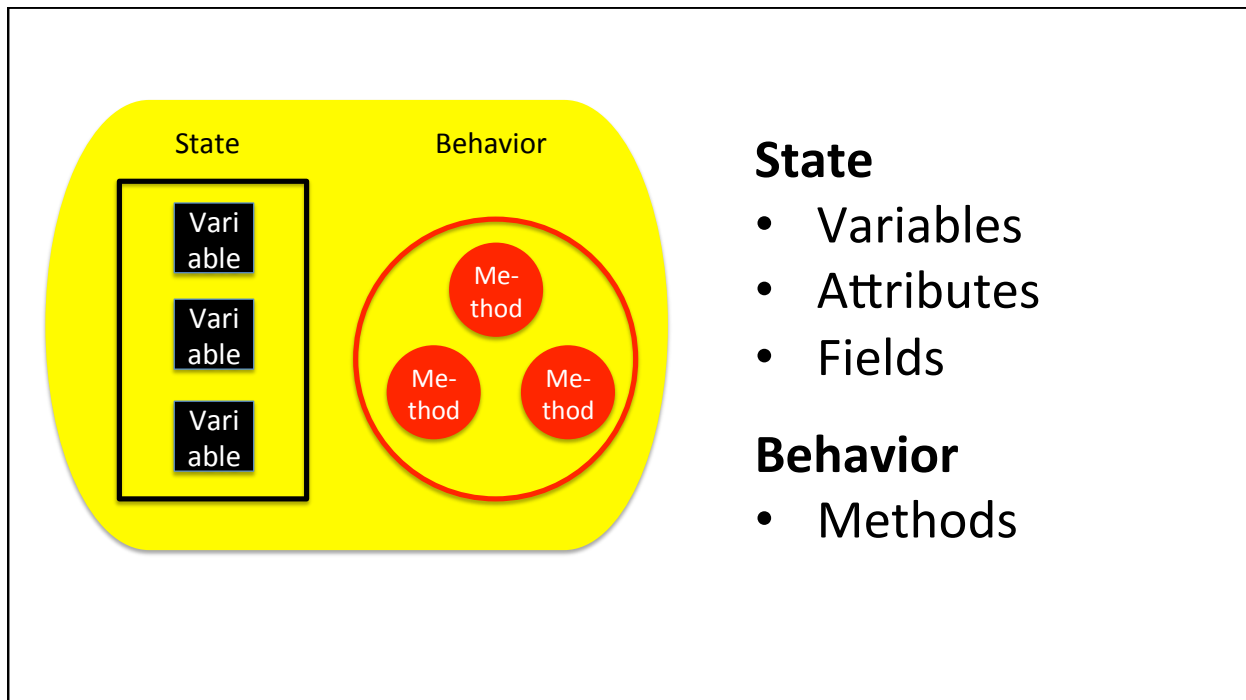 State
Behavior
Vari
able
Vari
able
Vari
able
Me-
thod
Me-
thod
Me-
thod
State
• Variables
• Attributes
• Fields
Behavior
• Methods